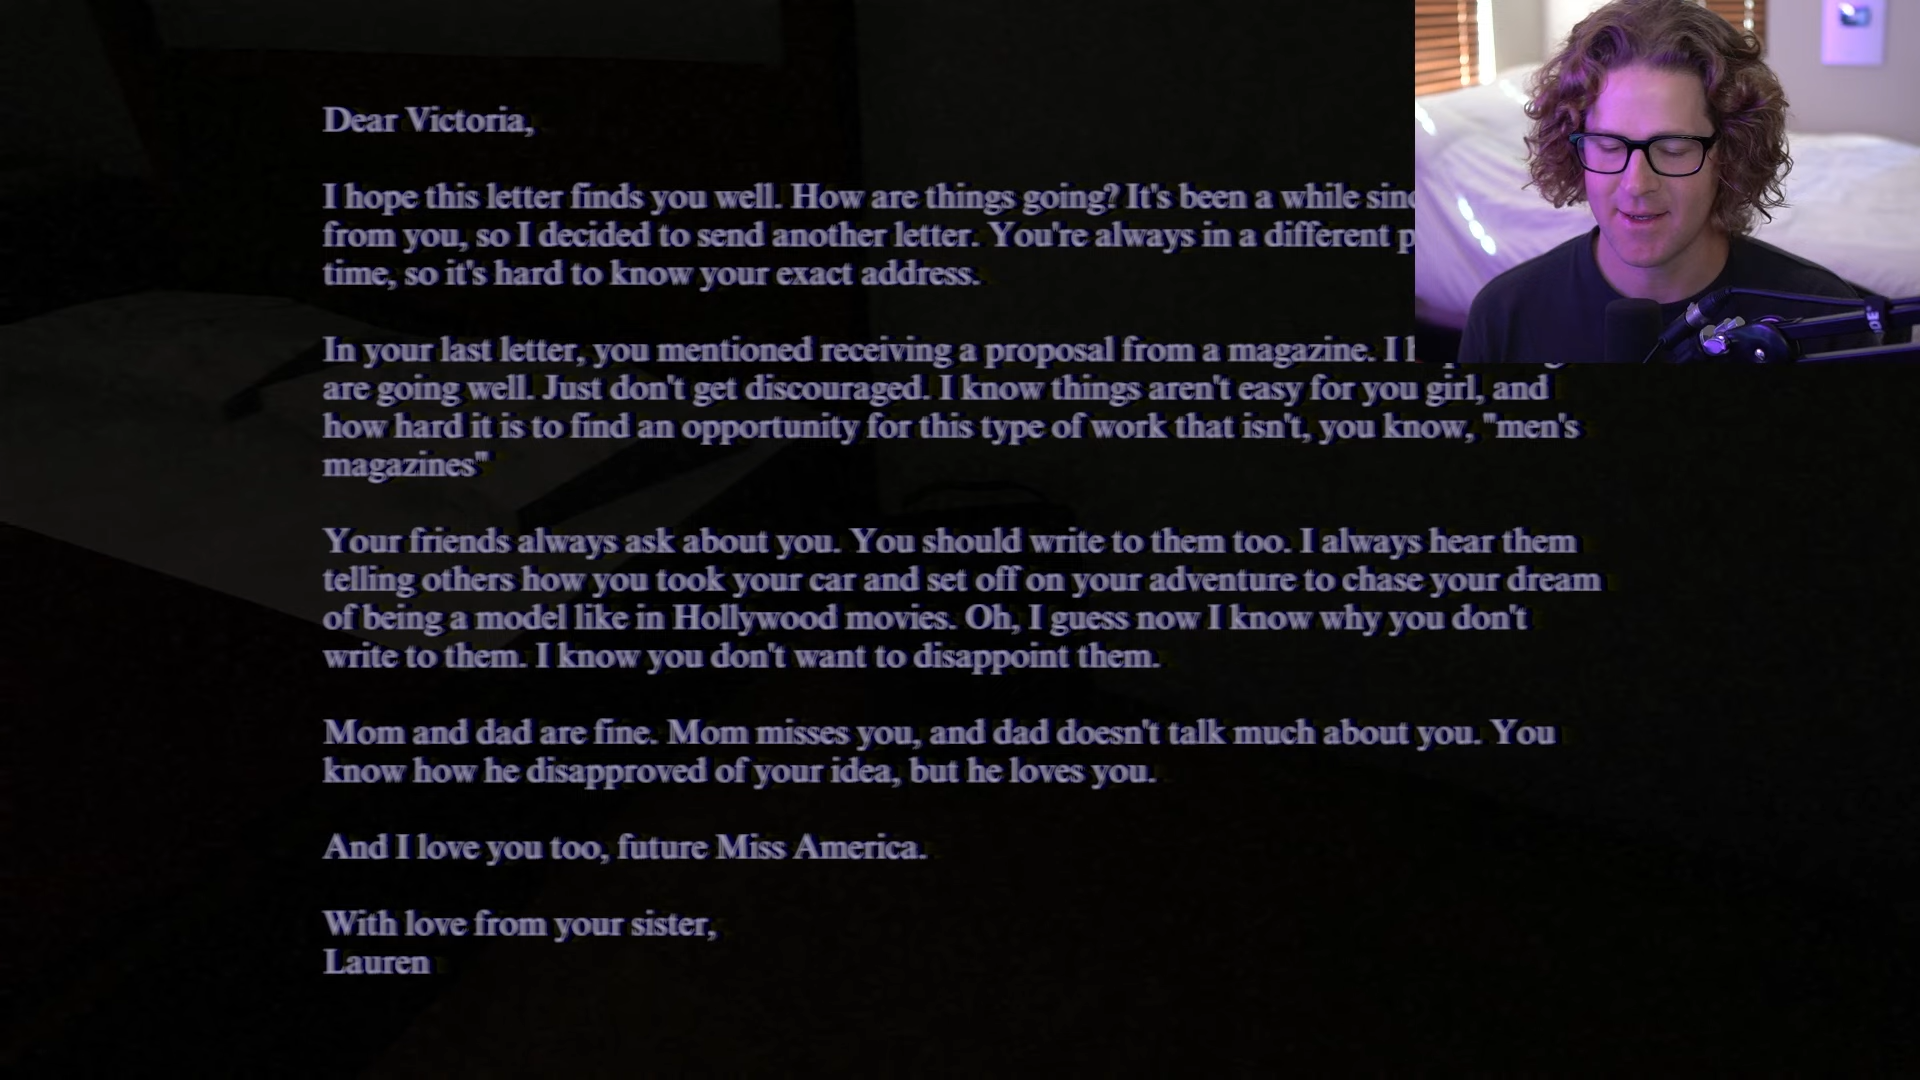 Dear Victoria,
I hope this letter finds you well. How are things going? It's been a while
from you, so I decided to send another letter. You're always in a different
time, so it's hard to know your exact address.
In your last letter, you mentioned receiving a proposal from a magazine. I
are going well. Just don't get discouraged. I know things aren't easy for you girl, and
how hard it is to find an opportunity for this type of work that isn't, you know, "men's
magazines"
Your friends always ask about you. You should write to them too. I always hear them
telling others how you took your car and set off on your adventure to chase your dream
of being a model like in Hollywood movies. Oh, I guess now I know why you don't
write to them. I know you don't want to disappoint them.
Mom and dad are fine. Mom misses you, and dad doesn't talk much about you. You
know how he disapproved of your idea, but he loves you.
And I love you too, future Miss America.
With love from your sister,
Lauren